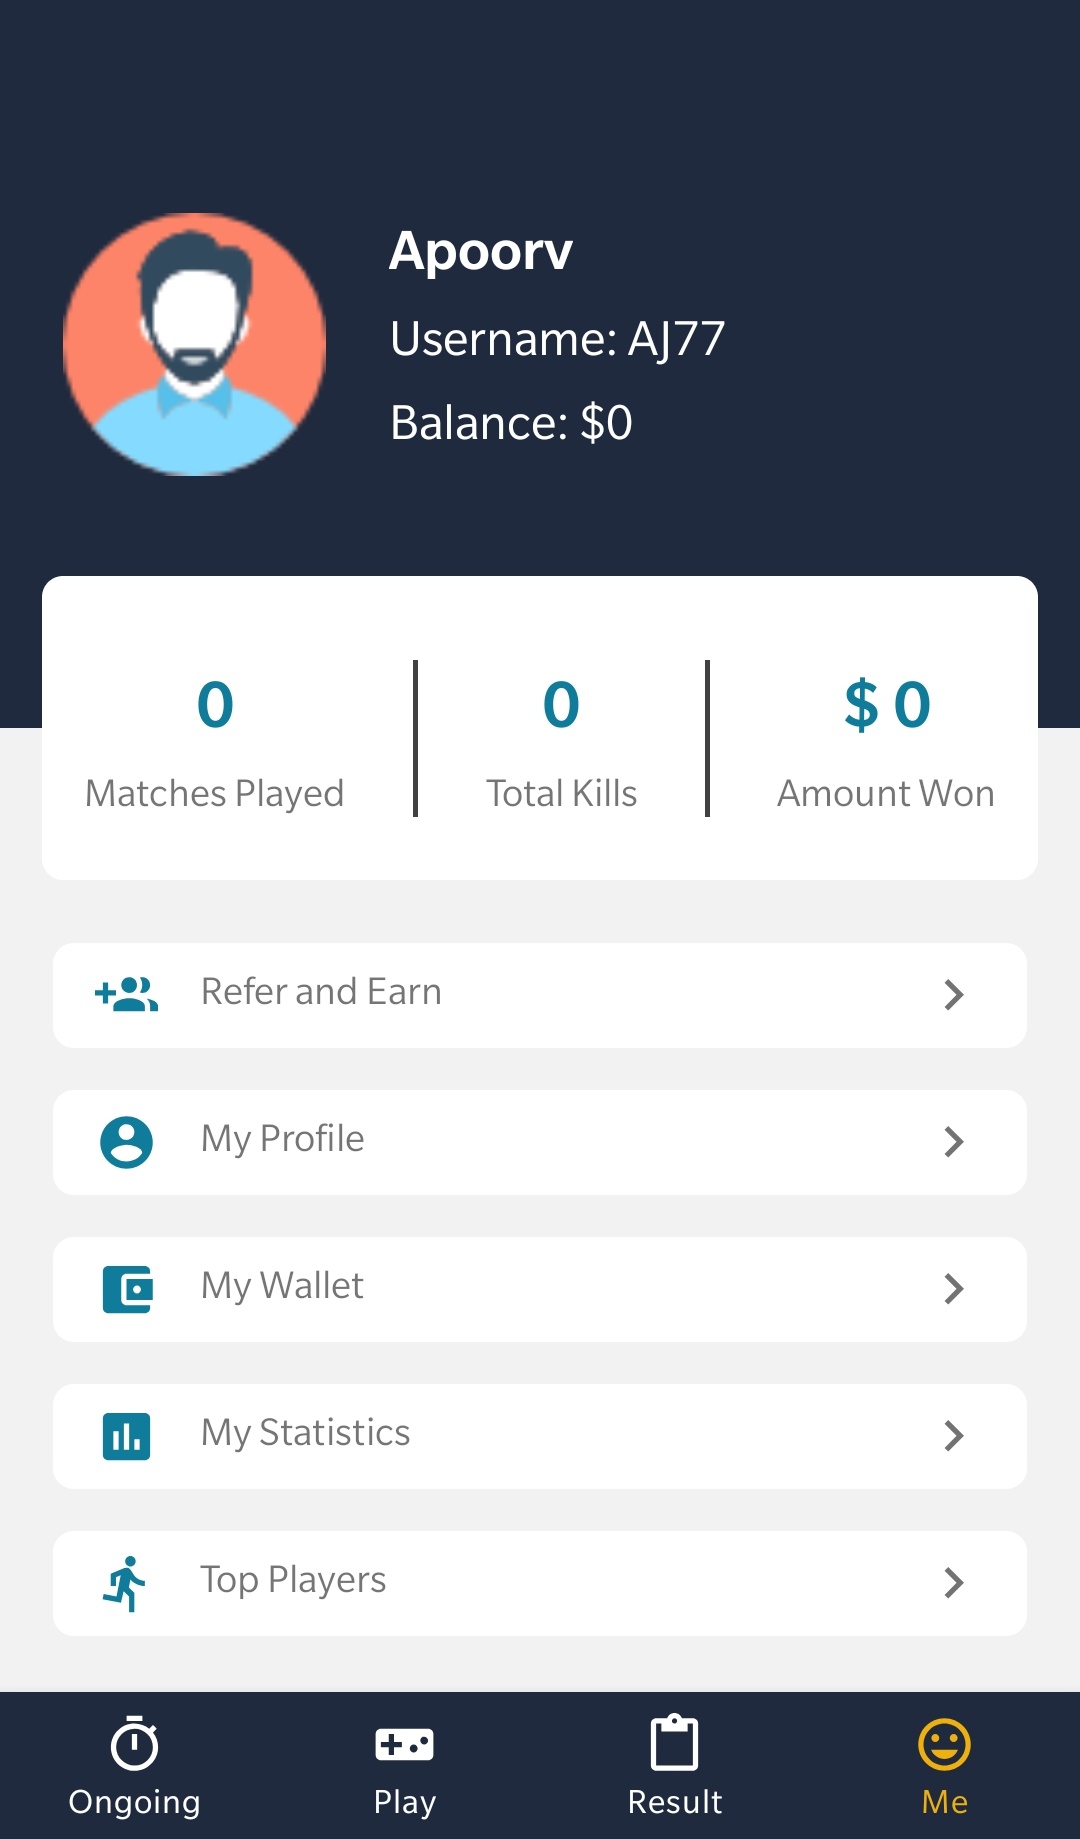 Apoorv
Username: AJ77
Balance: $0
0 0 $ 0
Matches Played Total Kills Amount Won
Refer and Earn
My Profile
My Wallet
My Statistics
Top Players
Ongoing Play Result Me